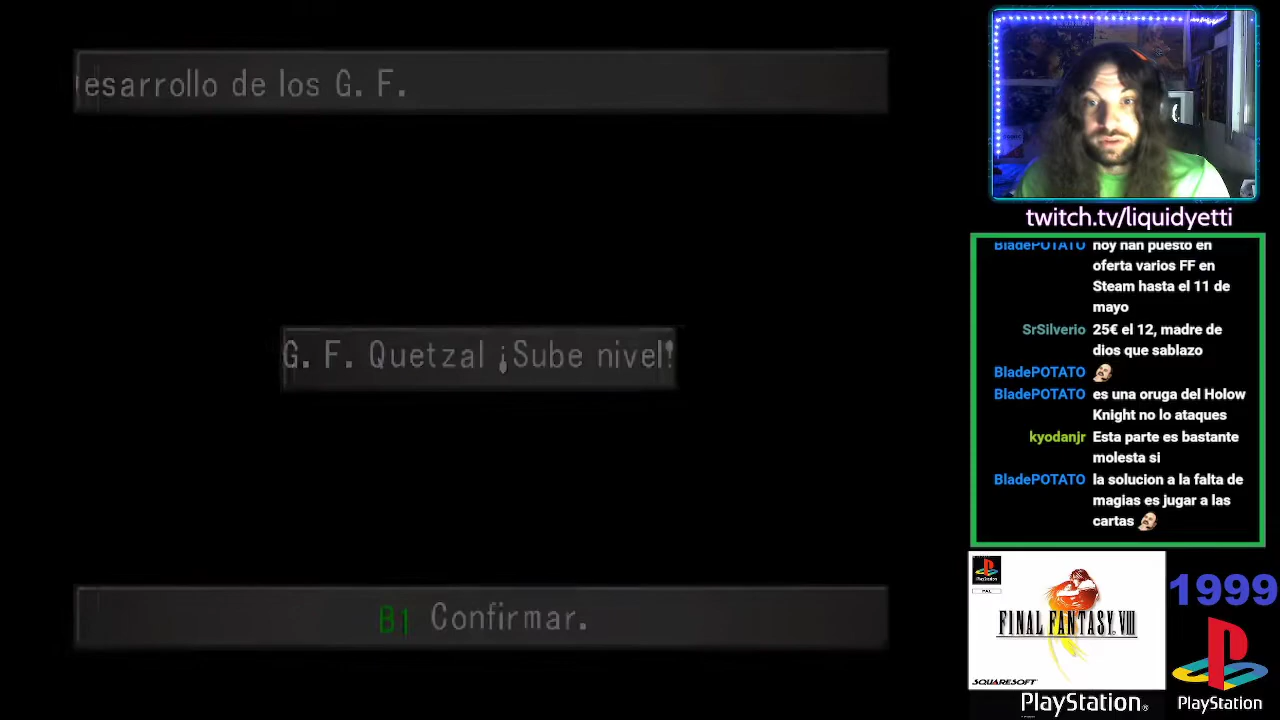 esarrollo de los G. F.
G. F. Quetzal ¡Sube nivel!
B1 Confirmar.
twitch.tv/liquidyetti
BladePOTATO hoy han puesto en
oferta varios FF en
Steam hasta el 11 de
mayo
SrSilverio 25€ el 12, madre de
dios que sablazo
BladePOTATO
BladePOTATO es una oruga del Holow
Knight no lo ataques
kyodanjr Esta parte es bastante
molesta si
BladePOTATO la solucion a la falta de
magias es jugar a las
cartas
PlayStation
PAL
FINAL FANTASY VIII
SQUARESOFT
PlayStation®
1999
PlayStation®